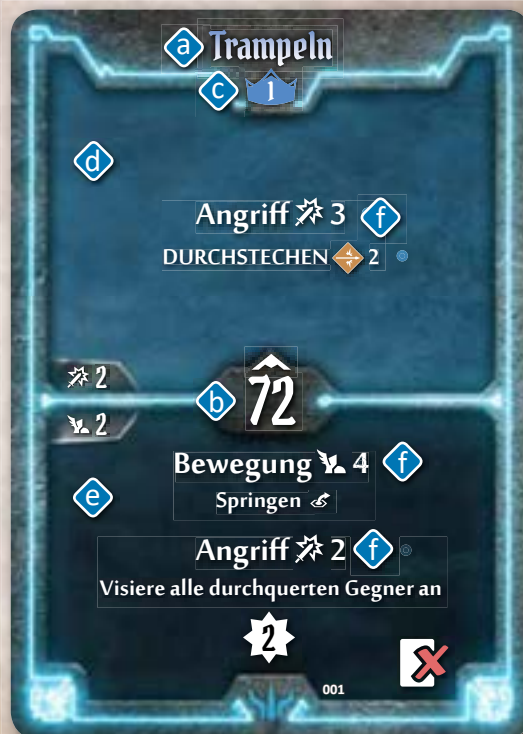 a Trampeln
c 1
d
Angriff 3 f
DURCHSTECHEN 2
2
b 72
2
Bewegung 4 f
e
Springen
Angriff 2 f
Visiere alle durchquerten Gegner an
2
001